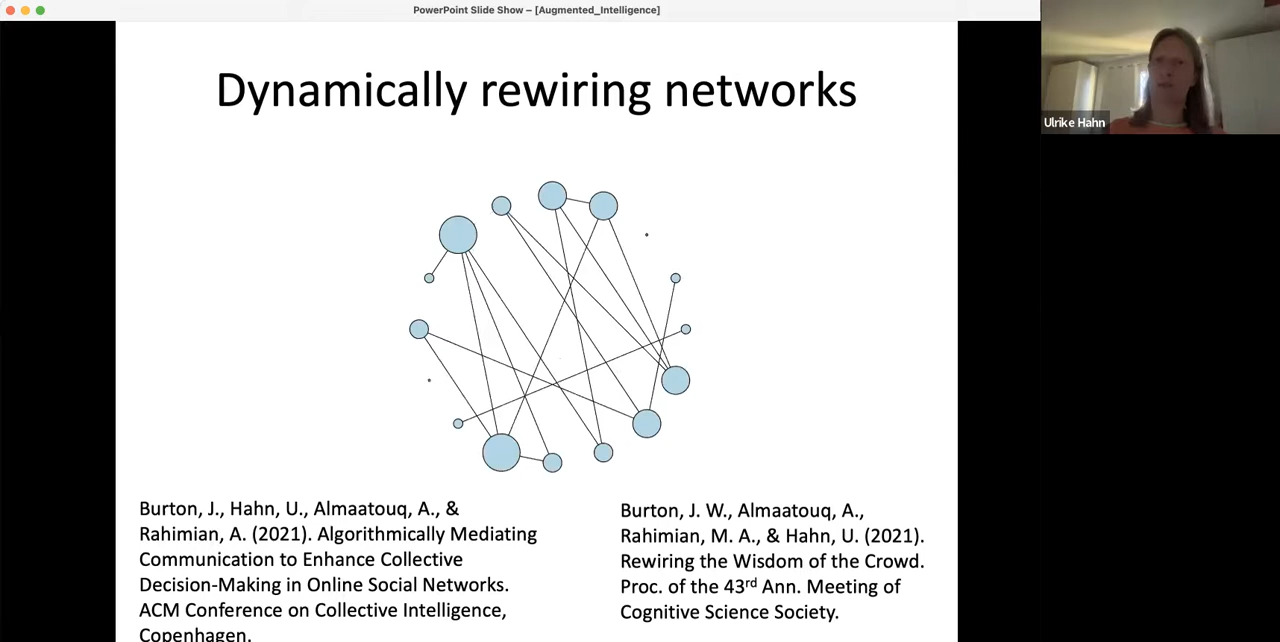 PowerPoint Slide Show – [Augmented_Intelligence]
Dynamically rewiring networks
Ulrike Hahn
Burton, J., Hahn, U., Almaatouq, A., &
Rahimian, A. (2021). Algorithmically Mediating
Communication to Enhance Collective
Decision-Making in Online Social Networks.
ACM Conference on Collective Intelligence,
Copenhagen.
Burton, J. W., Almaatouq, A.,
Rahimian, M. A., & Hahn, U. (2021).
Rewiring the Wisdom of the Crowd.
Proc. of the 43rd Ann. Meeting of
Cognitive Science Society.